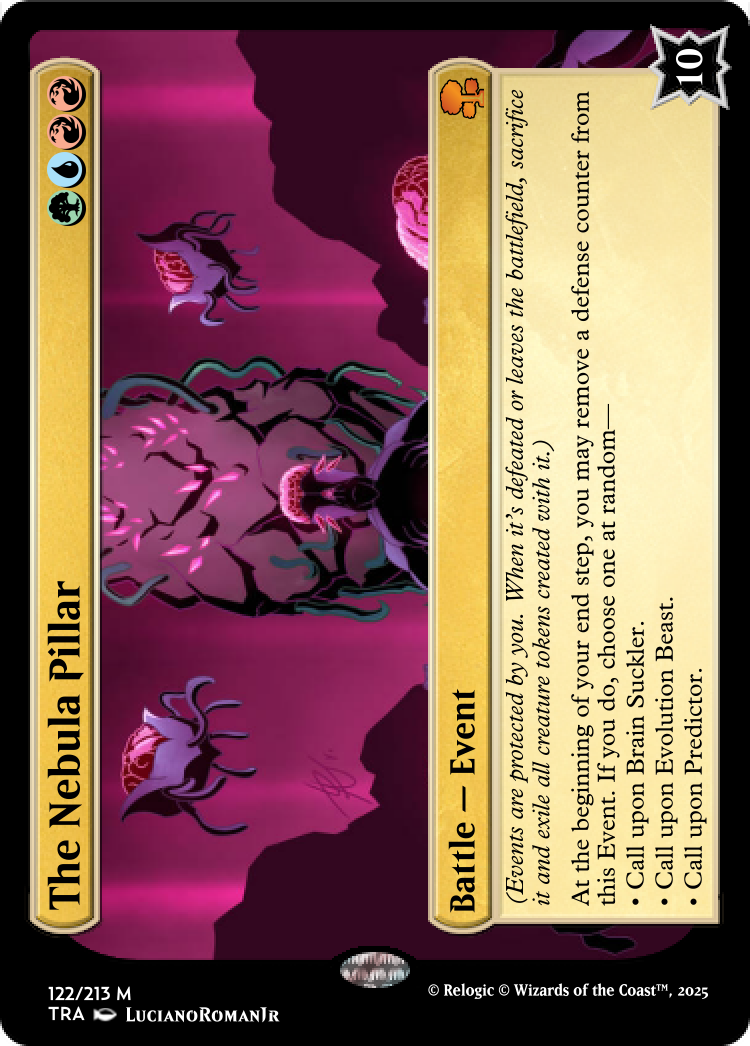 The Nebula Pillar
Battle — Event
(Events are protected by you. When it's defeated or leaves the battlefield, sacrifice
it and exile all creature tokens created with it.)
At the beginning of your end step, you may remove a defense counter from
this Event. If you do, choose one at random—
• Call upon Brain Suckler.
• Call upon Evolution Beast.
• Call upon Predictor.
10
122/213 M
TRA LucianoRomanJr
© Relogic © Wizards of the Coast™, 2025